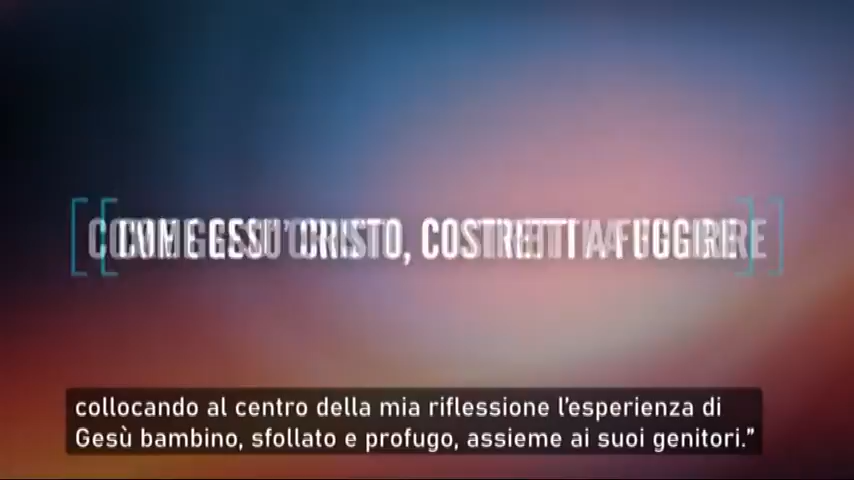 COME GESU' CRISTO, COSTRETTI A FUGGIRE
collocando al centro della mia riflessione l'esperienza di
Gesù bambino, sfollato e profugo, assieme ai suoi genitori.”